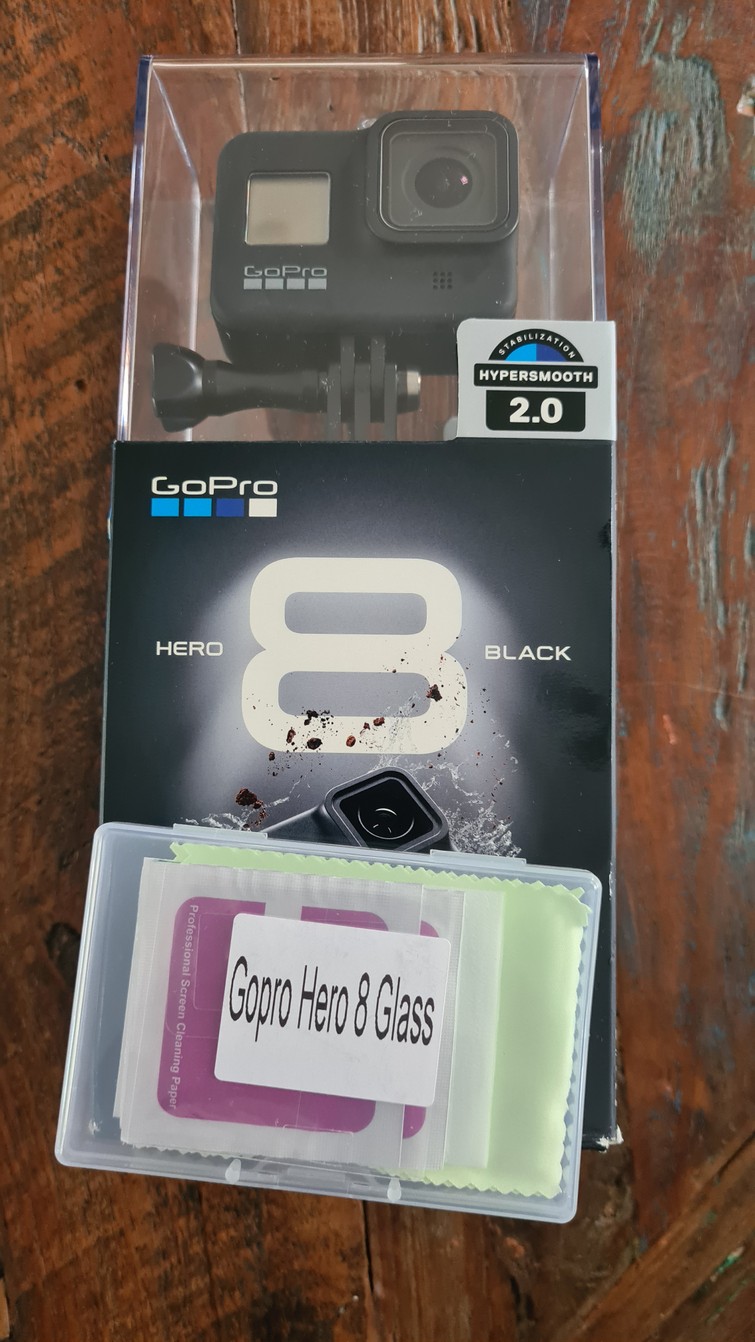 GoPro
STABILIZATION
HYPERSMOOTH
2.0
GoPro
8
HERO
BLACK
Professional Screen Cleaning Paper
Gopro Hero 8 Glass